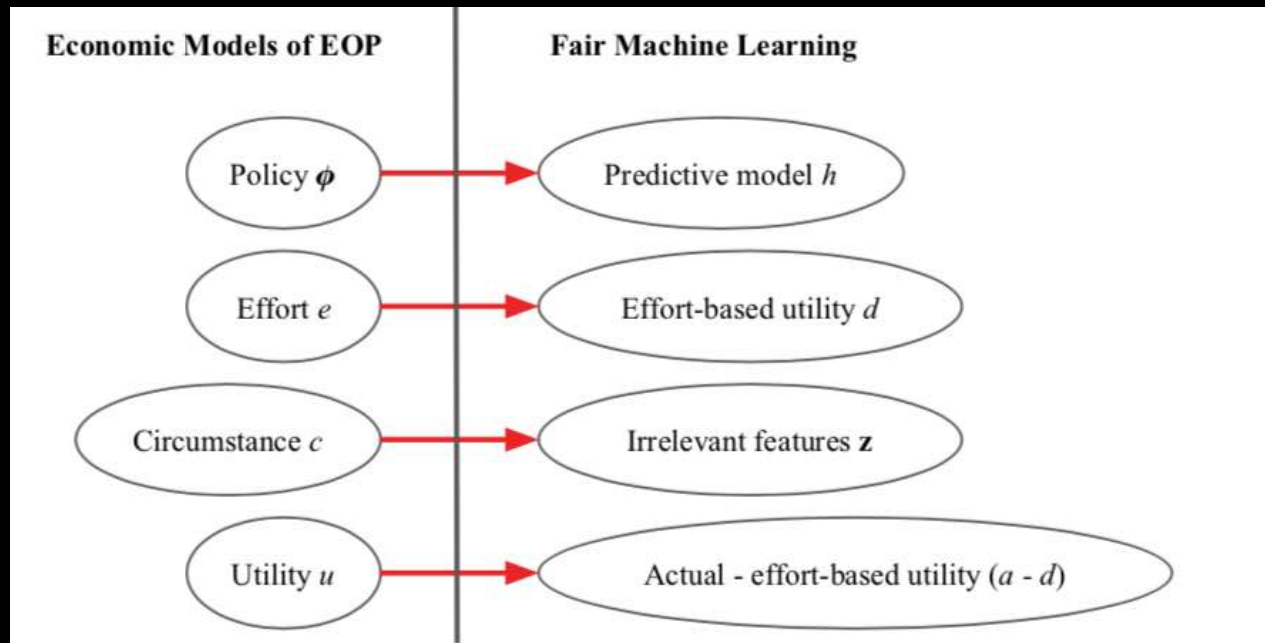 Economic Models of EOP
Fair Machine Learning
Policy ϕ
Predictive model h
Effort e
Effort-based utility d
Circumstance c
Irrelevant features z
Utility u
Actual - effort-based utility (a - d)